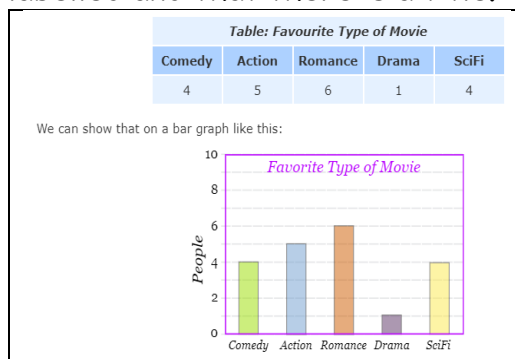 Table: Favourite Type of Movie
Comedy Action Romance Drama SciFi
4 5 6 1 4
We can show that on a bar graph like this:
Favorite Type of Movie
People
10
8
6
4
2
0
Comedy Action Romance Drama SciFi